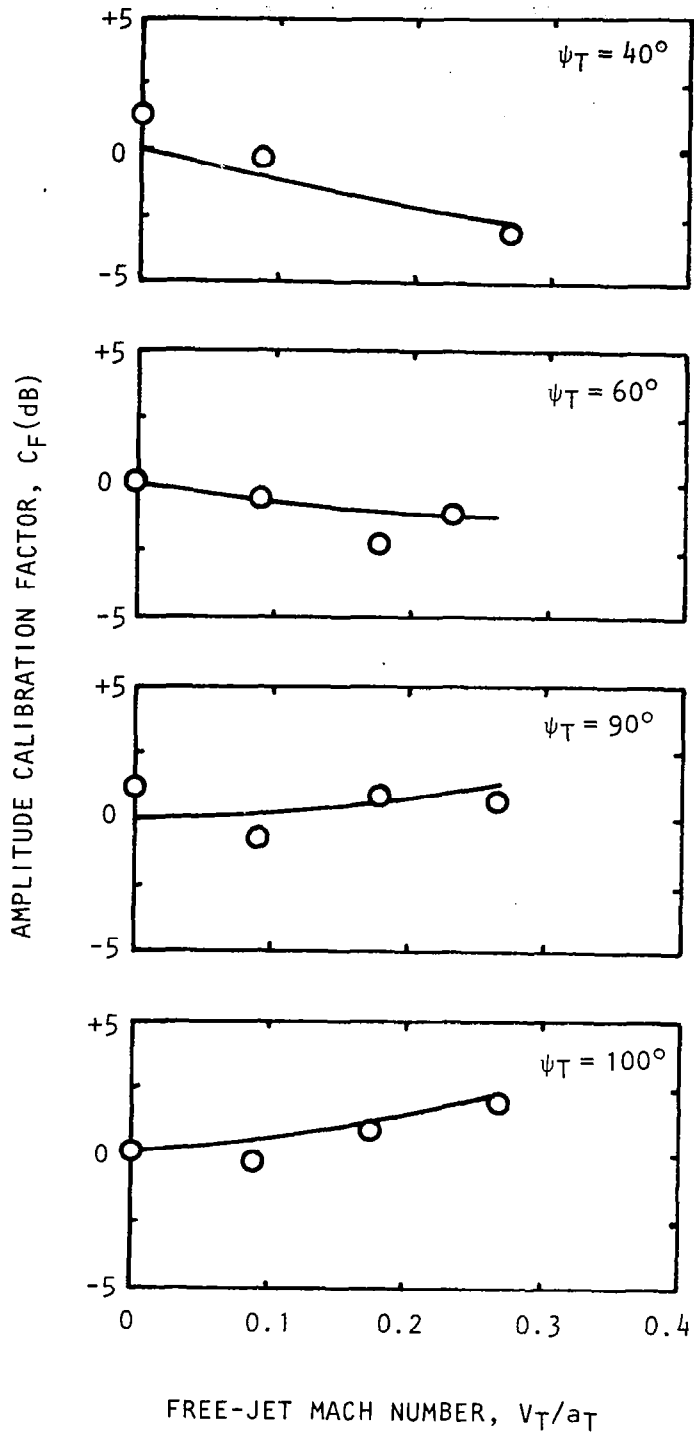 +5
ψT = 40°
0
-5
+5
ψT = 60°
0
-5
+5
ψT = 90°
0
-5
+5
ψT = 100°
0
-5
0 0.1 0.2 0.3 0.4
AMPLITUDE CALIBRATION FACTOR, CF(dB)
FREE-JET MACH NUMBER, VT/aT